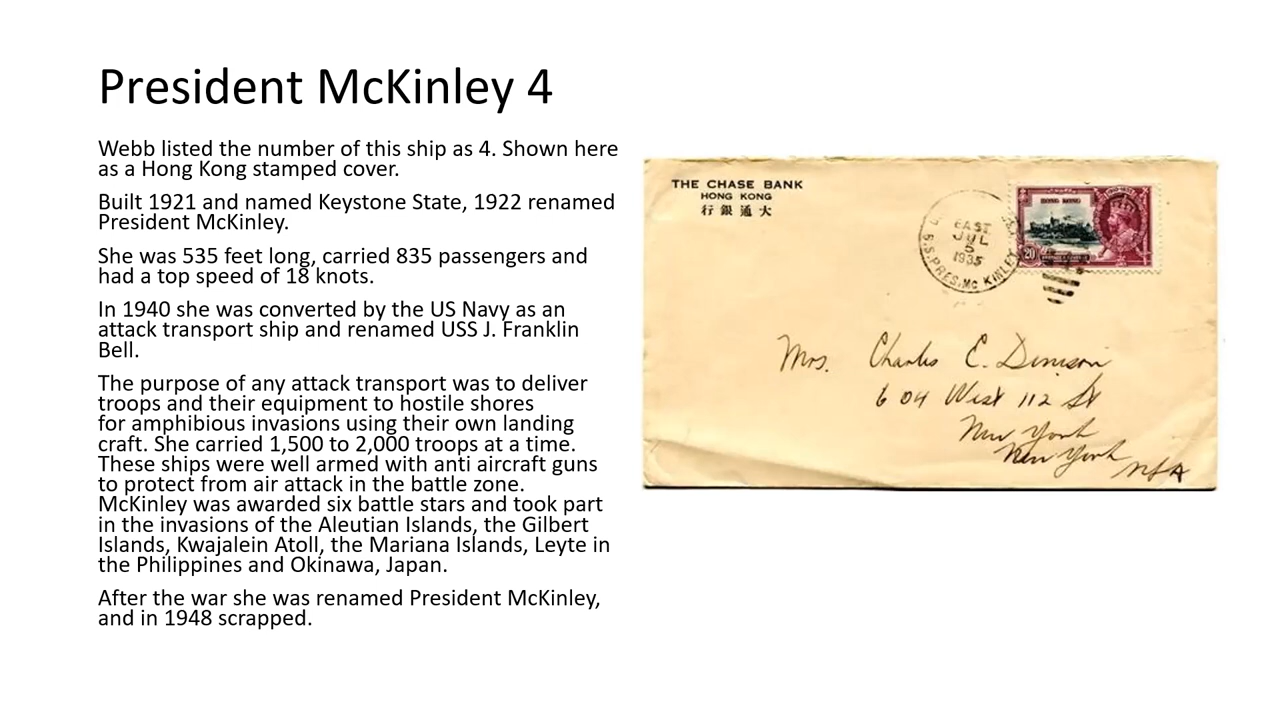 President McKinley 4
Webb listed the number of this ship as 4. Shown here
as a Hong Kong stamped cover.
Built 1921 and named Keystone State, 1922 renamed
President McKinley.
She was 535 feet long, carried 835 passengers and
had a top speed of 18 knots.
In 1940 she was converted by the US Navy as an
attack transport ship and renamed USS J. Franklin
Bell.
The purpose of any attack transport was to deliver
troops and their equipment to hostile shores
for amphibious invasions using their own landing
craft. She carried 1,500 to 2,000 troops at a time.
These ships were well armed with anti aircraft guns
to protect from air attack in the battle zone.
McKinley was awarded six battle stars and took part
in the invasions of the Aleutian Islands, the Gilbert
Islands, Kwajalein Atoll, the Mariana Islands, Leyte in
the Philippines and Okinawa, Japan.
After the war she was renamed President McKinley,
and in 1948 scrapped.
THE CHASE BANK
HONG KONG
行銀通大
EAST
JUL
5
1935
S.S. PRES. Mc KINLEY
HONG KONG
20
Mrs. Charles E. Denison
604 West 112 St
New York
New York